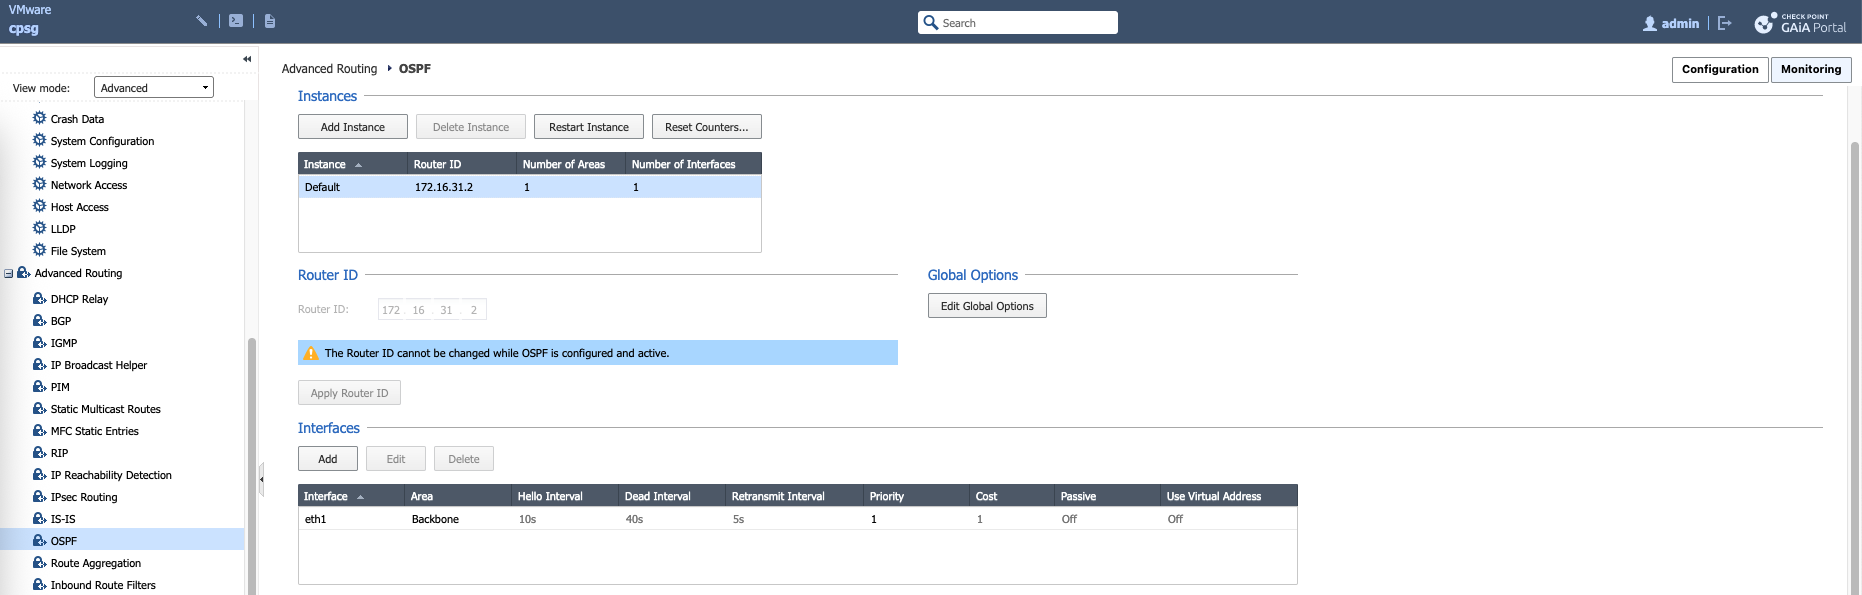 VMware
cpsg
Search
admin
CHECK POINT
GAiA Portal
View mode:
Advanced
Crash Data
System Configuration
System Logging
Network Access
Host Access
LLDP
File System
Advanced Routing
DHCP Relay
BGP
IGMP
IP Broadcast Helper
PIM
Static Multicast Routes
MFC Static Entries
RIP
IP Reachability Detection
IPsec Routing
IS-IS
OSPF
Route Aggregation
Inbound Route Filters
Advanced Routing OSPF
Configuration Monitoring
Instances
Add Instance Delete Instance Restart Instance Reset Counters...
Instance Router ID Number of Areas Number of Interfaces
Default 172.16.31.2 1 1
Router ID
Router ID: 172 . 16 . 31 . 2
The Router ID cannot be changed while OSPF is configured and active.
Apply Router ID
Global Options
Edit Global Options
Interfaces
Add Edit Delete
Interface Area Hello Interval Dead Interval Retransmit Interval Priority Cost Passive Use Virtual Address
eth1 Backbone 10s 40s 5s 1 1 Off Off